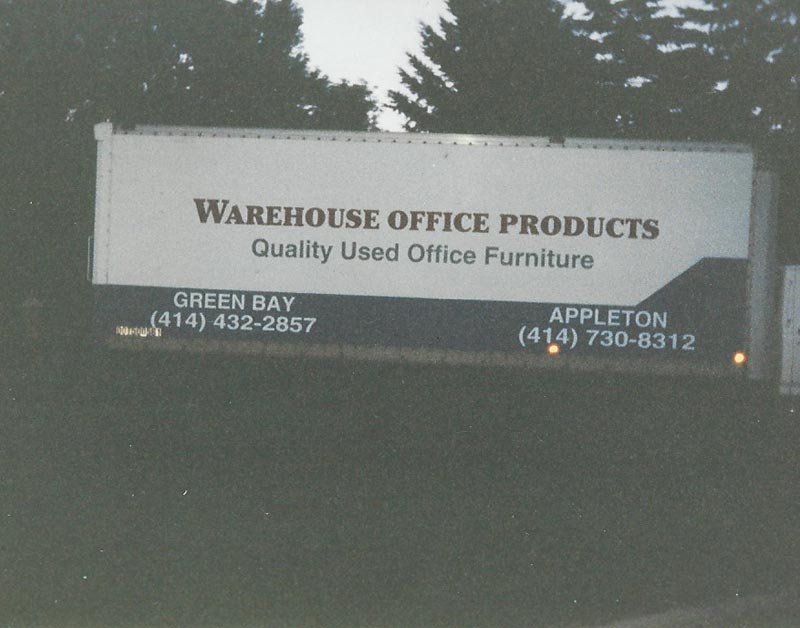 WAREHOUSE OFFICE PRODUCTS
Quality Used Office Furniture
GREEN BAY
(414) 432-2857
APPLETON
(414) 730-8312